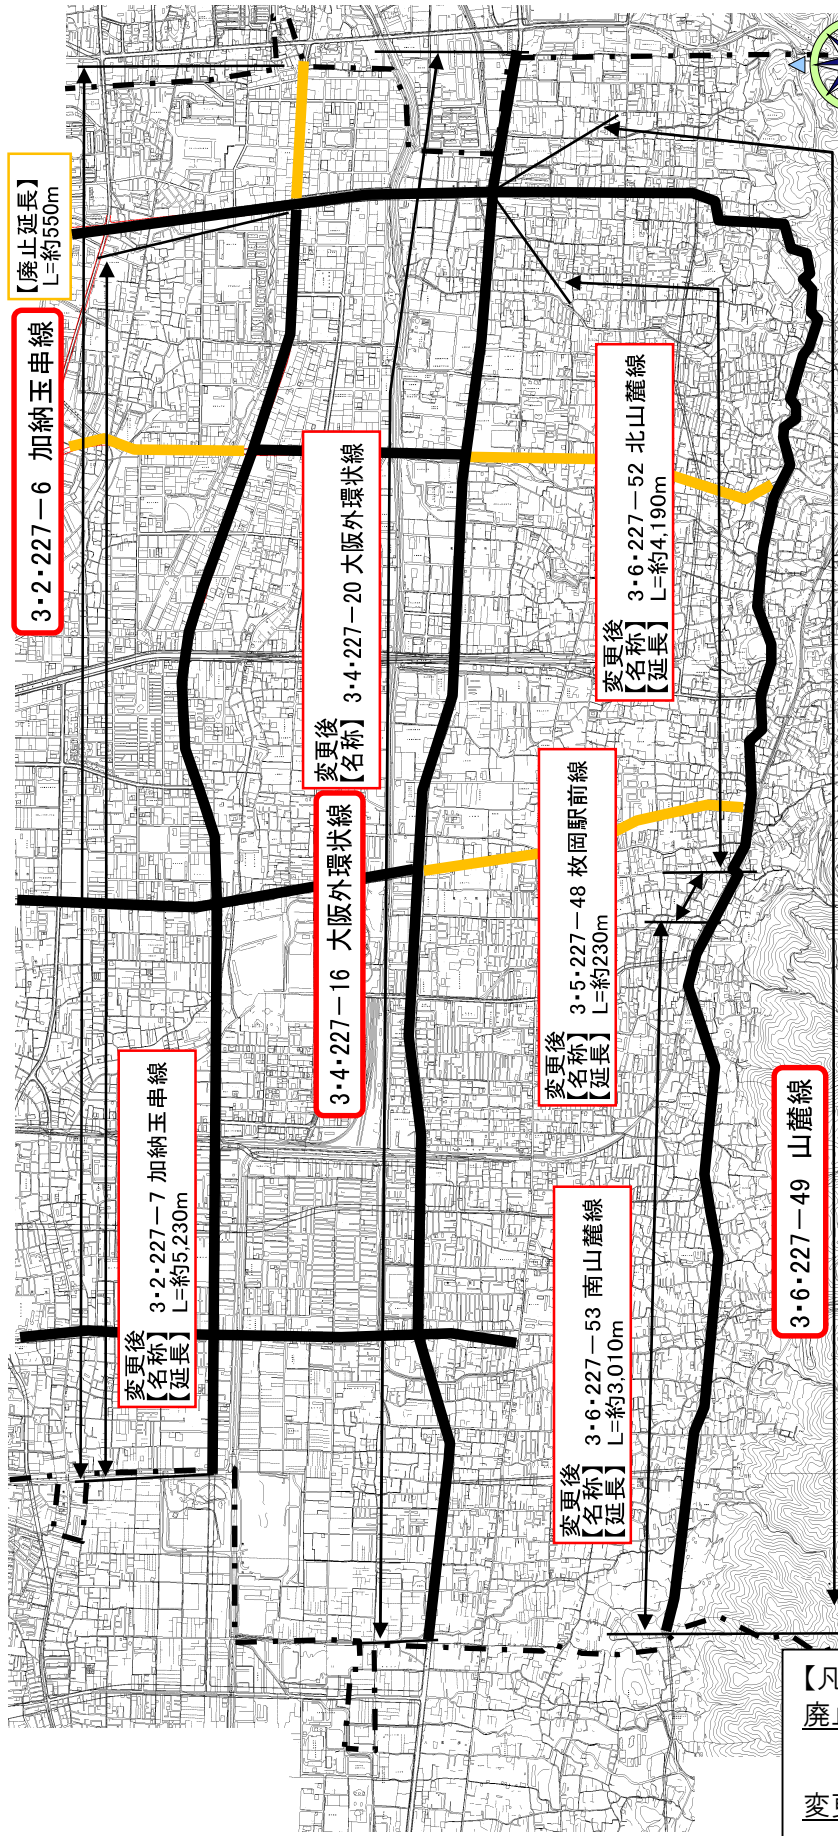 【廃止延長】
L=約550m
3・2・227－6 加納玉串線
変更後
【名称】 3・4・227－20 大阪外環状線
3・4・227－16 大阪外環状線
変更後
【名称】 3・6・227－52 北山麓線
【延長】 L=約4,190m
変更後
【名称】 3・5・227－48 枚岡駅前線
【延長】 L=約230m
変更後
【名称】 3・2・227－7 加納玉串線
【延長】 L=約5,230m
変更後
【名称】 3・6・227－53 南山麓線
【延長】 L=約3,010m
3・6・227－49 山麓線
【凡
廃止
変更